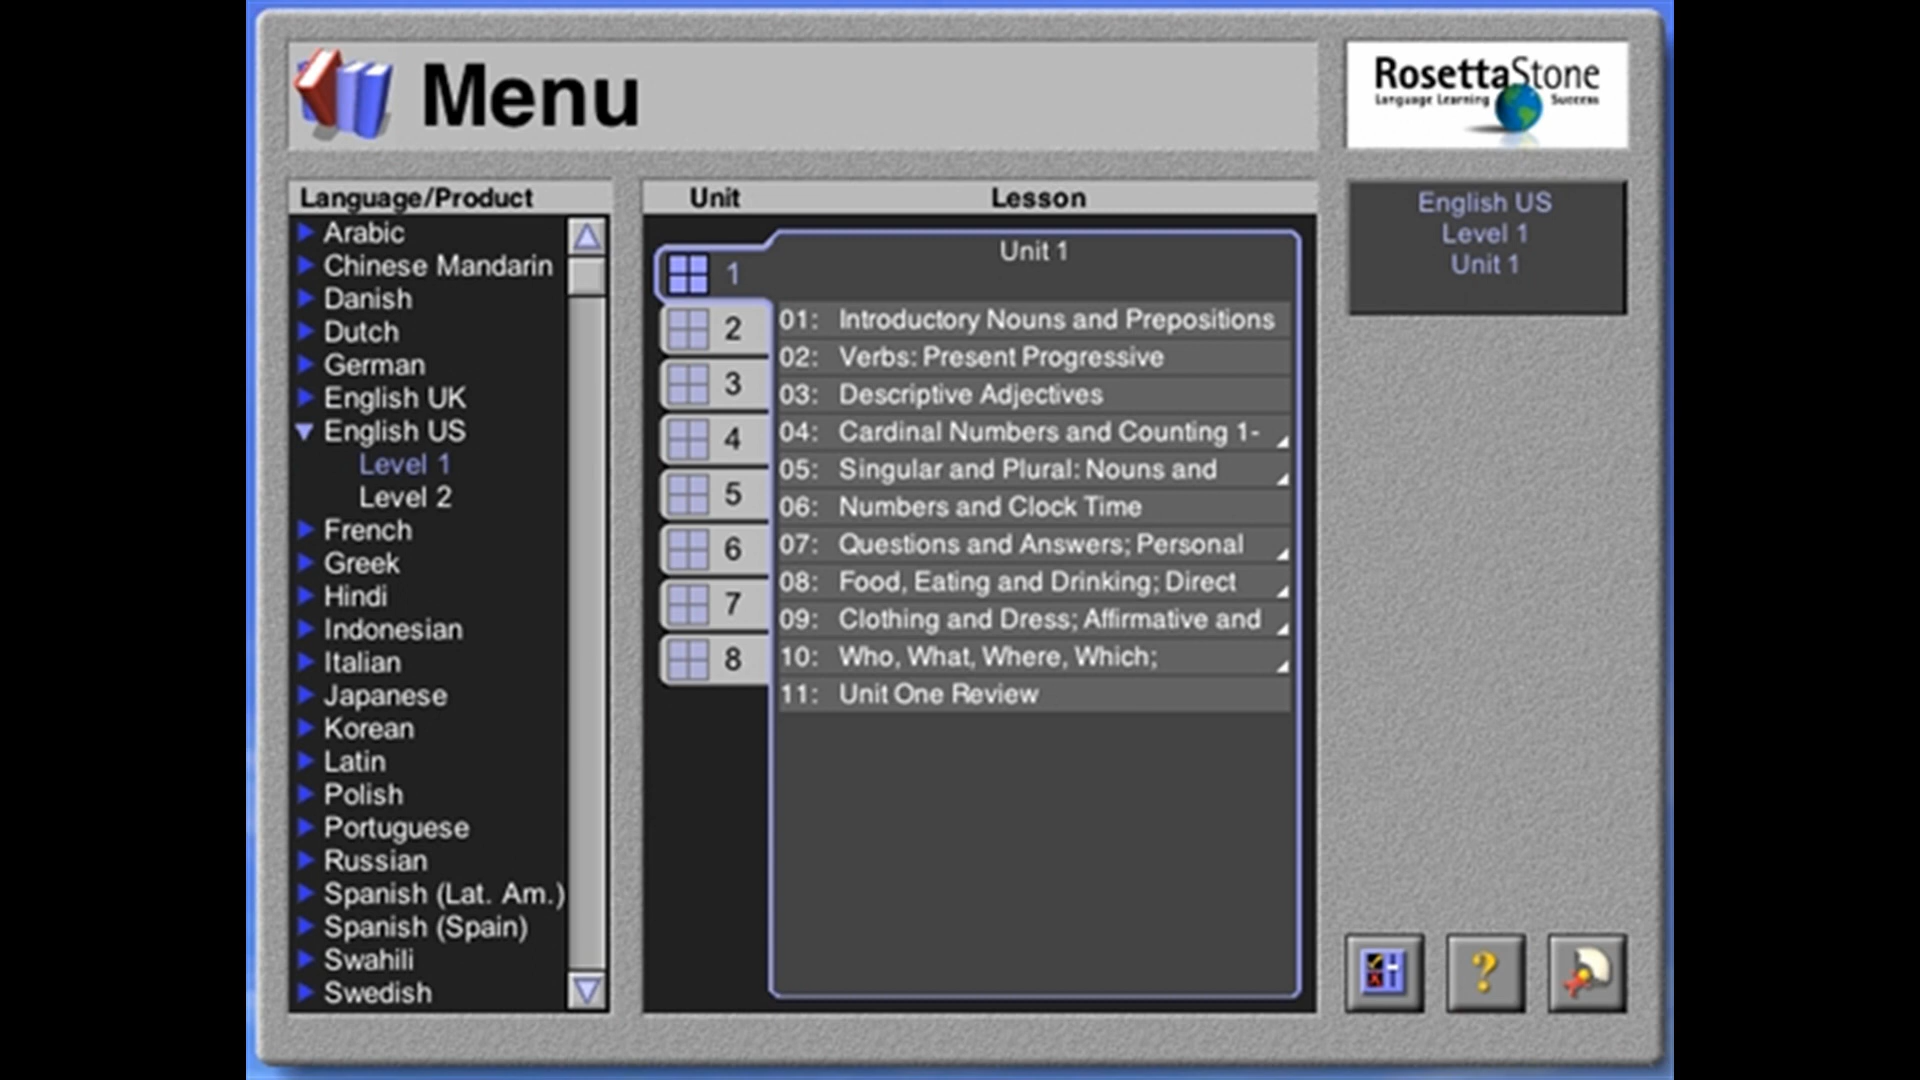 Menu
RosettaStone
Language Learning Success
Language/Product
Arabic
Chinese Mandarin
Danish
Dutch
German
English UK
English US
Level 1
Level 2
French
Greek
Hindi
Indonesian
Italian
Japanese
Korean
Latin
Polish
Portuguese
Russian
Spanish (Lat. Am.)
Spanish (Spain)
Swahili
Swedish
Unit Lesson
1
2
3
4
5
6
7
8
Unit 1
01: Introductory Nouns and Prepositions
02: Verbs: Present Progressive
03: Descriptive Adjectives
04: Cardinal Numbers and Counting 1-
05: Singular and Plural: Nouns and
06: Numbers and Clock Time
07: Questions and Answers; Personal
08: Food, Eating and Drinking; Direct
09: Clothing and Dress; Affirmative and
10: Who, What, Where, Which;
11: Unit One Review
English US
Level 1
Unit 1
?